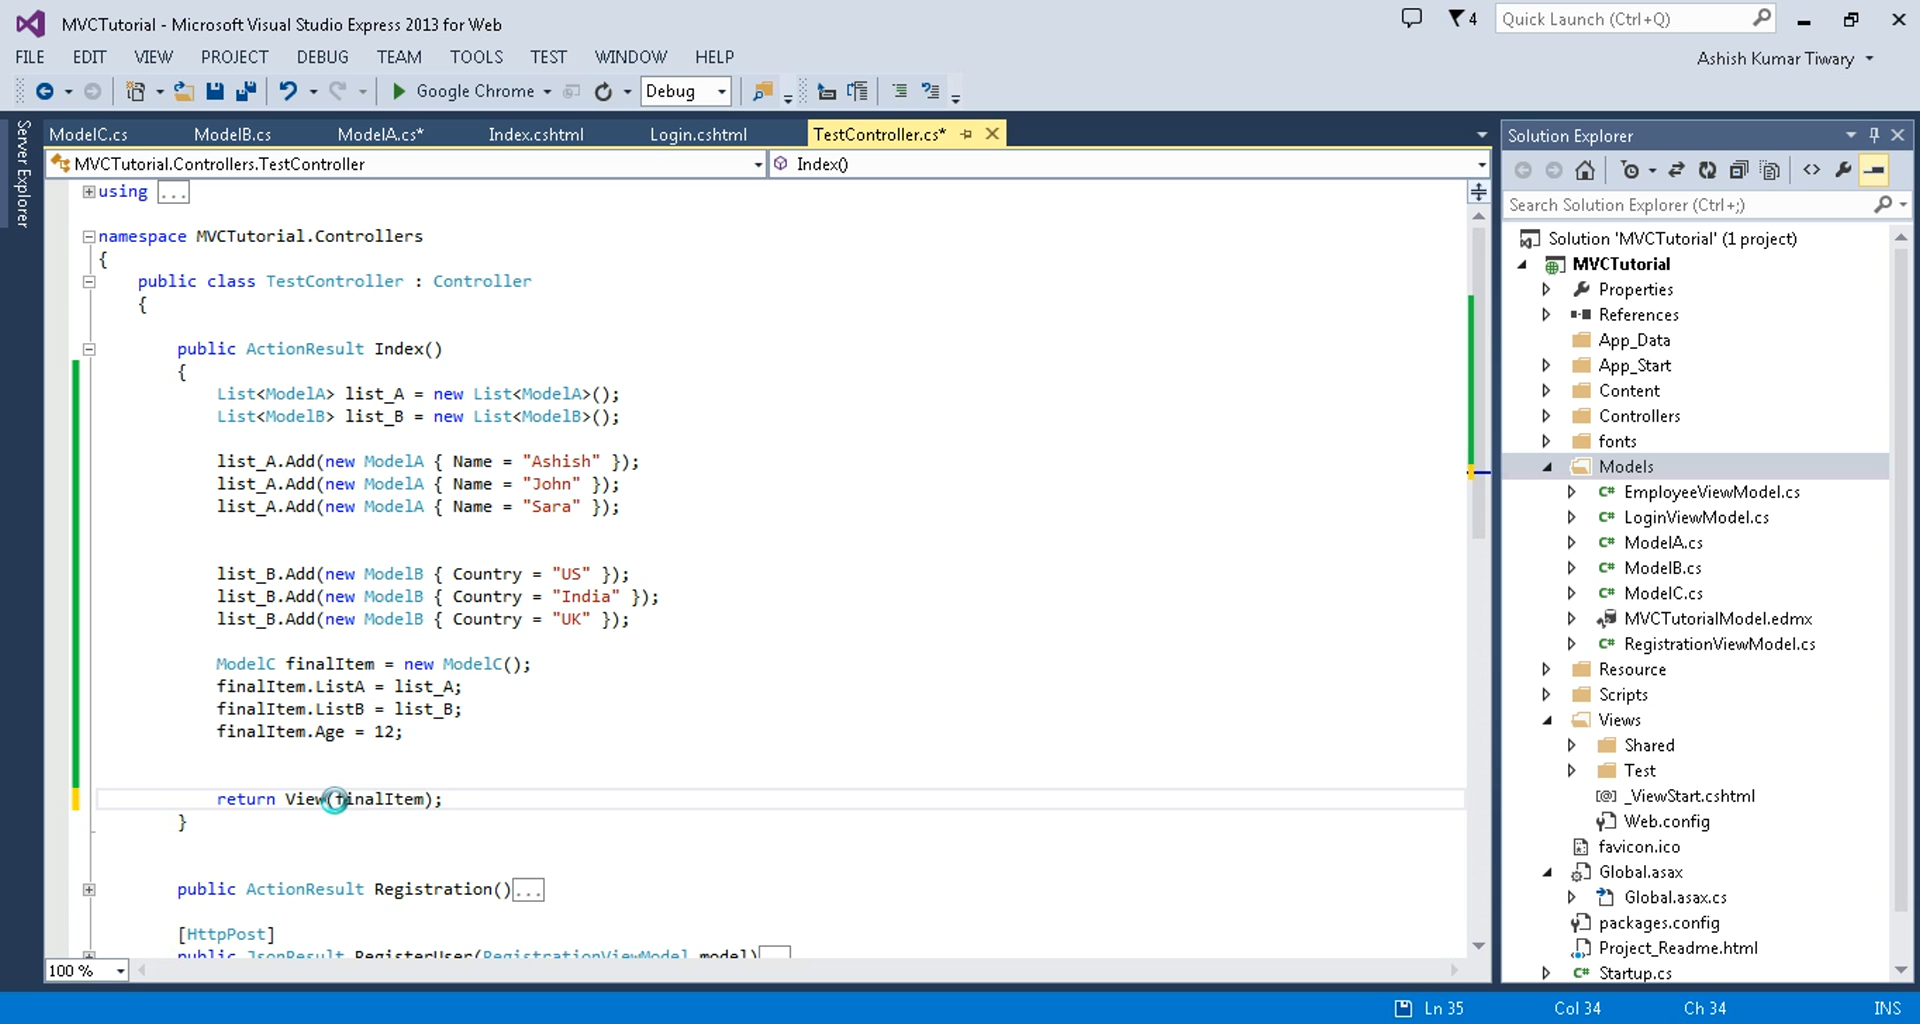 MVCTutorial - Microsoft Visual Studio Express 2013 for Web
4
Quick Launch (Ctrl+Q)
FILE EDIT VIEW PROJECT DEBUG TEAM TOOLS TEST WINDOW HELP
Ashish Kumar Tiwary
Google Chrome
Debug
Server Explorer
ModelC.cs ModelB.cs ModelA.cs* Index.cshtml Login.cshtml TestController.cs*
MVCTutorial.Controllers.TestController
Index()
using ...
namespace MVCTutorial.Controllers
{
public class TestController : Controller
{
public ActionResult Index()
{
List<ModelA> list_A = new List<ModelA>();
List<ModelB> list_B = new List<ModelB>();
list_A.Add(new ModelA { Name = "Ashish" });
list_A.Add(new ModelA { Name = "John" });
list_A.Add(new ModelA { Name = "Sara" });
list_B.Add(new ModelB { Country = "US" });
list_B.Add(new ModelB { Country = "India" });
list_B.Add(new ModelB { Country = "UK" });
ModelC finalItem = new ModelC();
finalItem.ListA = list_A;
finalItem.ListB = list_B;
finalItem.Age = 12;
return View(finalItem);
}
public ActionResult Registration()...
[HttpPost]
public JsonResult RegisterUser(RegistrationViewModel model)
100 %
Solution Explorer
Search Solution Explorer (Ctrl+;)
Solution 'MVCTutorial' (1 project)
MVCTutorial
Properties
References
App_Data
App_Start
Content
Controllers
fonts
Models
EmployeeViewModel.cs
LoginViewModel.cs
ModelA.cs
ModelB.cs
ModelC.cs
MVCTutorialModel.edmx
RegistrationViewModel.cs
Resource
Scripts
Views
Shared
Test
_ViewStart.cshtml
Web.config
favicon.ico
Global.asax
Global.asax.cs
packages.config
Project_Readme.html
Startup.cs
Ln 35 Col 34 Ch 34 INS